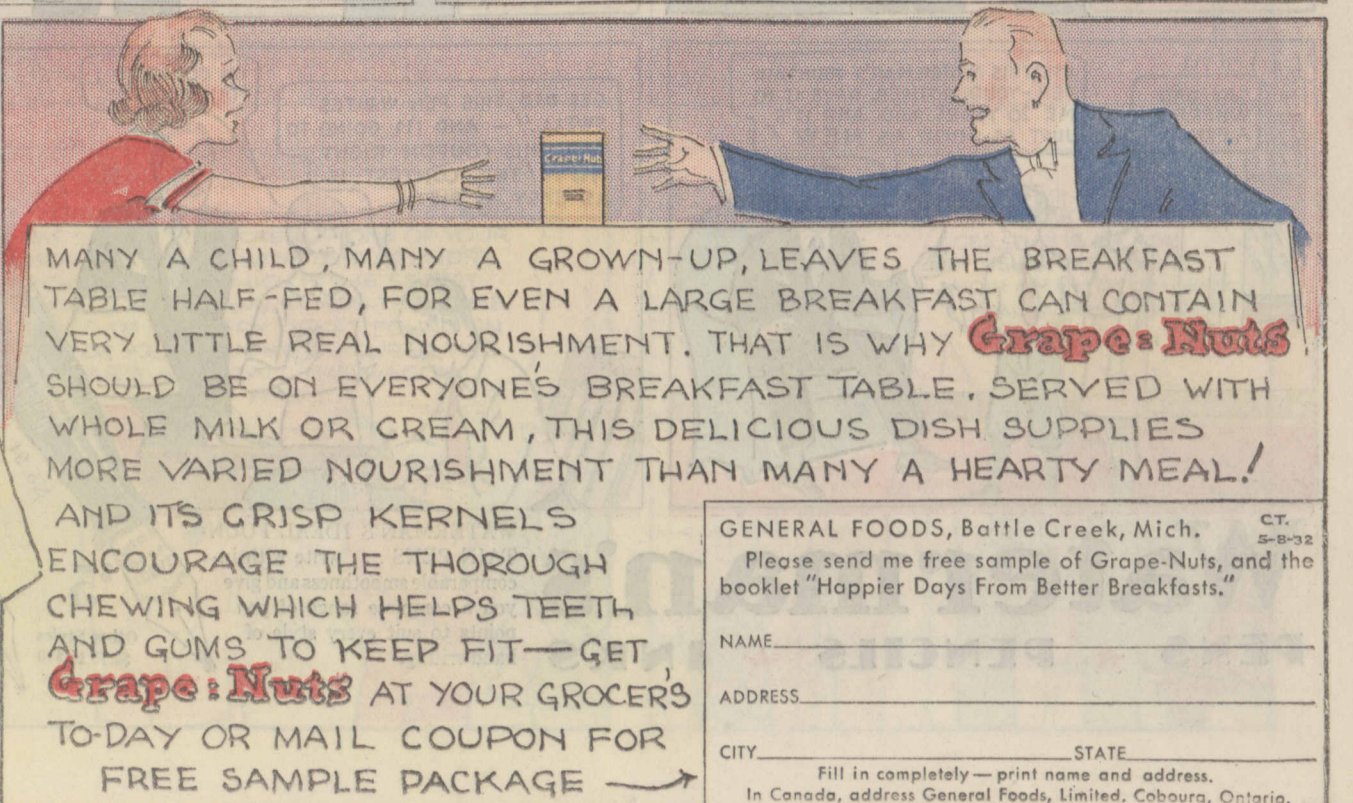 Grape-Nut
MANY A CHILD, MANY A GROWN-UP, LEAVES THE BREAKFAST
TABLE HALF-FED, FOR EVEN A LARGE BREAKFAST CAN CONTAIN
VERY LITTLE REAL NOURISHMENT. THAT IS WHY Grape=Nuts
SHOULD BE ON EVERYONE'S BREAKFAST TABLE. SERVED WITH
WHOLE MILK OR CREAM, THIS DELICIOUS DISH SUPPLIES
MORE VARIED NOURISHMENT THAN MANY A HEARTY MEAL!
AND ITS CRISP KERNELS
ENCOURAGE THE THOROUGH
CHEWING WHICH HELPS TEETH
AND GUMS TO KEEP FIT—GET
Grape:Nuts AT YOUR GROCER'S
TO-DAY OR MAIL COUPON FOR
FREE SAMPLE PACKAGE
GENERAL FOODS, Battle Creek, Mich.
C.T.
5-8-32
Please send me free sample of Grape-Nuts, and the
booklet "Happier Days From Better Breakfasts."
NAME
ADDRESS
CITY STATE
Fill in completely—print name and address.
In Canada, address General Foods, Limited, Cobourg, Ontario.